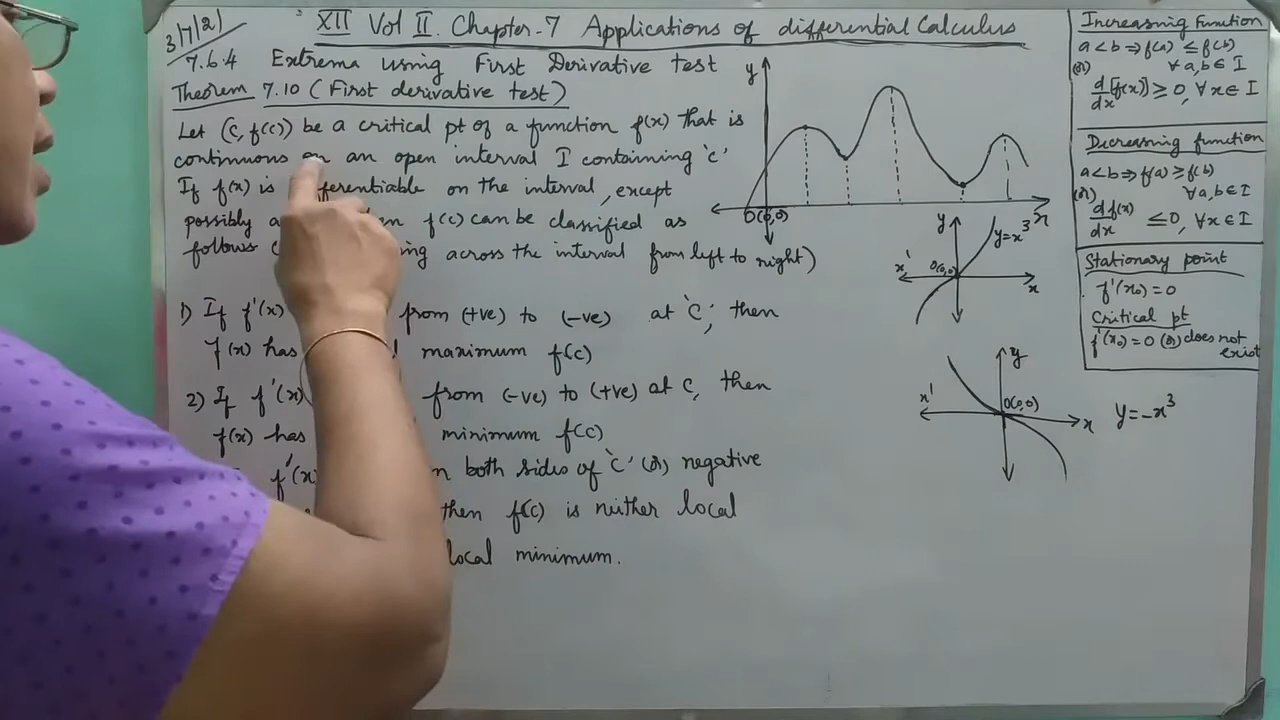 3/7/21
XII Vol II. Chapter-7 Applications of differential Calculus
7.6.4 Extrema using First Derivative test
Theorem 7.10 (First derivative test)
Let (c, f(c)) be a critical pt of a function f(x) that is
continuous on an open interval I containing 'c'
If f(x) is fferentiable on the interval, except
possibly a n f(c) can be classified as
follows ( ing across the interval from left to right)
1) If f'(x) from (+ve) to (-ve) at 'c', then
f(x) has l maximum f(c)
2) If f'(x) from (-ve) to (+ve) at c, then
f(x) has minimum f(c)
f'(x) n both sides of 'c' (or) negative
then f(c) is neither local
local minimum.
y
O(0,0)
x
y
y=x³
x'
O(0,0)
x
y
x'
O(0,0)
x
y=-x³
Increasing Function
a<b ⇒ f(a) ≤ f(b)
∀ a,b ∈ I
(or)
d/dx [f(x)] ≥ 0, ∀ x ∈ I
Decreasing function
a<b ⇒ f(a) ≥ f(b)
(or) ∀ a,b ∈ I
d f(x)/dx ≤ 0, ∀ x ∈ I
Stationary point
f'(x₀) = 0
Critical pt
f'(x₀) = 0 (or) does not
exist